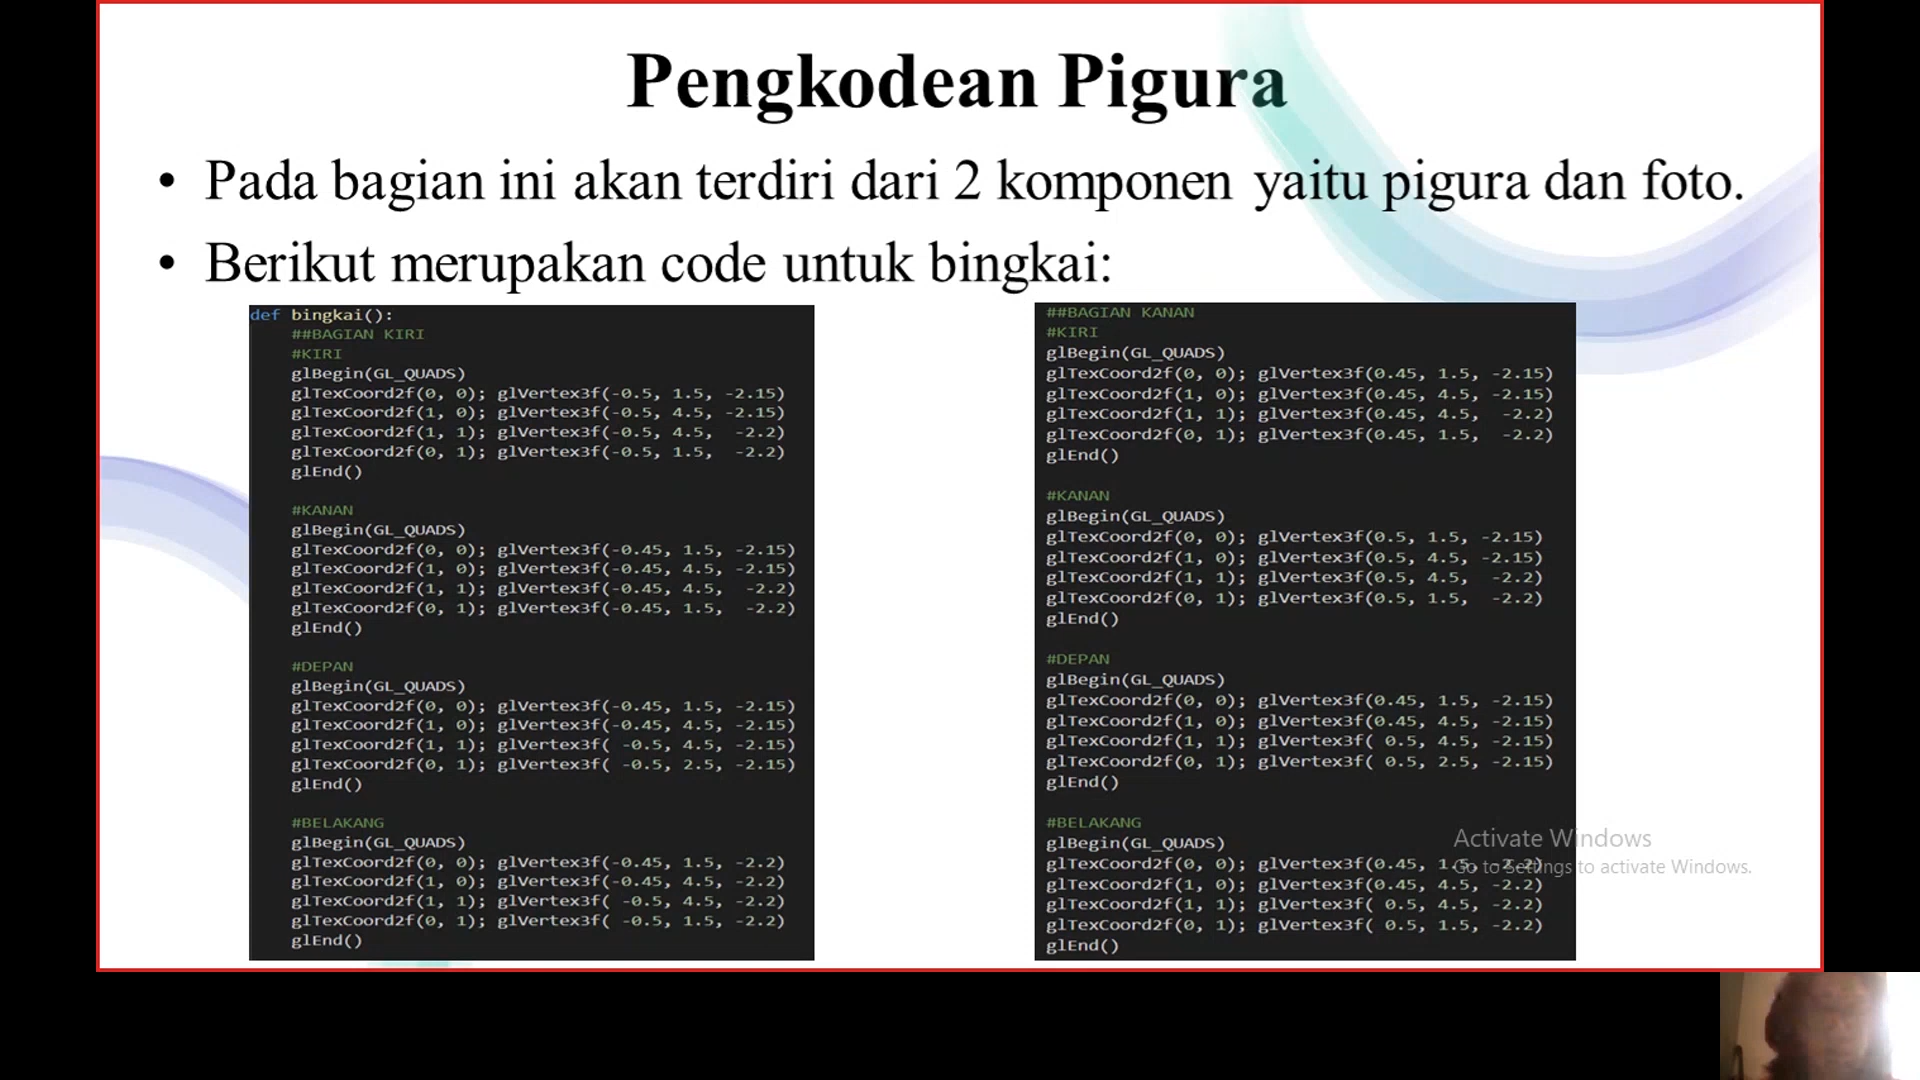 Pengkodean Pigura
• Pada bagian ini akan terdiri dari 2 komponen yaitu pigura dan foto.
• Berikut merupakan code untuk bingkai:
def bingkai():
##BAGIAN KIRI
#KIRI
glBegin(GL_QUADS)
glTexCoord2f(0, 0); glVertex3f(-0.5, 1.5, -2.15)
glTexCoord2f(1, 0); glVertex3f(-0.5, 4.5, -2.15)
glTexCoord2f(1, 1); glVertex3f(-0.5, 4.5,  -2.2)
glTexCoord2f(0, 1); glVertex3f(-0.5, 1.5,  -2.2)
glEnd()
#KANAN
glBegin(GL_QUADS)
glTexCoord2f(0, 0); glVertex3f(-0.45, 1.5, -2.15)
glTexCoord2f(1, 0); glVertex3f(-0.45, 4.5, -2.15)
glTexCoord2f(1, 1); glVertex3f(-0.45, 4.5,  -2.2)
glTexCoord2f(0, 1); glVertex3f(-0.45, 1.5,  -2.2)
glEnd()
#DEPAN
glBegin(GL_QUADS)
glTexCoord2f(0, 0); glVertex3f(-0.45, 1.5, -2.15)
glTexCoord2f(1, 0); glVertex3f(-0.45, 4.5, -2.15)
glTexCoord2f(1, 1); glVertex3f( -0.5, 4.5, -2.15)
glTexCoord2f(0, 1); glVertex3f( -0.5, 2.5, -2.15)
glEnd()
#BELAKANG
glBegin(GL_QUADS)
glTexCoord2f(0, 0); glVertex3f(-0.45, 1.5, -2.2)
glTexCoord2f(1, 0); glVertex3f(-0.45, 4.5, -2.2)
glTexCoord2f(1, 1); glVertex3f( -0.5, 4.5, -2.2)
glTexCoord2f(0, 1); glVertex3f( -0.5, 1.5, -2.2)
glEnd()
##BAGIAN KANAN
#KIRI
glBegin(GL_QUADS)
glTexCoord2f(0, 0); glVertex3f(0.45, 1.5, -2.15)
glTexCoord2f(1, 0); glVertex3f(0.45, 4.5, -2.15)
glTexCoord2f(1, 1); glVertex3f(0.45, 4.5,  -2.2)
glTexCoord2f(0, 1); glVertex3f(0.45, 1.5,  -2.2)
glEnd()
#KANAN
glBegin(GL_QUADS)
glTexCoord2f(0, 0); glVertex3f(0.5, 1.5, -2.15)
glTexCoord2f(1, 0); glVertex3f(0.5, 4.5, -2.15)
glTexCoord2f(1, 1); glVertex3f(0.5, 4.5,  -2.2)
glTexCoord2f(0, 1); glVertex3f(0.5, 1.5,  -2.2)
glEnd()
#DEPAN
glBegin(GL_QUADS)
glTexCoord2f(0, 0); glVertex3f(0.45, 1.5, -2.15)
glTexCoord2f(1, 0); glVertex3f(0.45, 4.5, -2.15)
glTexCoord2f(1, 1); glVertex3f( 0.5, 4.5, -2.15)
glTexCoord2f(0, 1); glVertex3f( 0.5, 2.5, -2.15)
glEnd()
#BELAKANG
glBegin(GL_QUADS)
glTexCoord2f(0, 0); glVertex3f(0.45, 1.5, -2.2)
glTexCoord2f(1, 0); glVertex3f(0.45, 4.5, -2.2)
glTexCoord2f(1, 1); glVertex3f( 0.5, 4.5, -2.2)
glTexCoord2f(0, 1); glVertex3f( 0.5, 1.5, -2.2)
glEnd()
Activate Windows
Go to Settings to activate Windows.